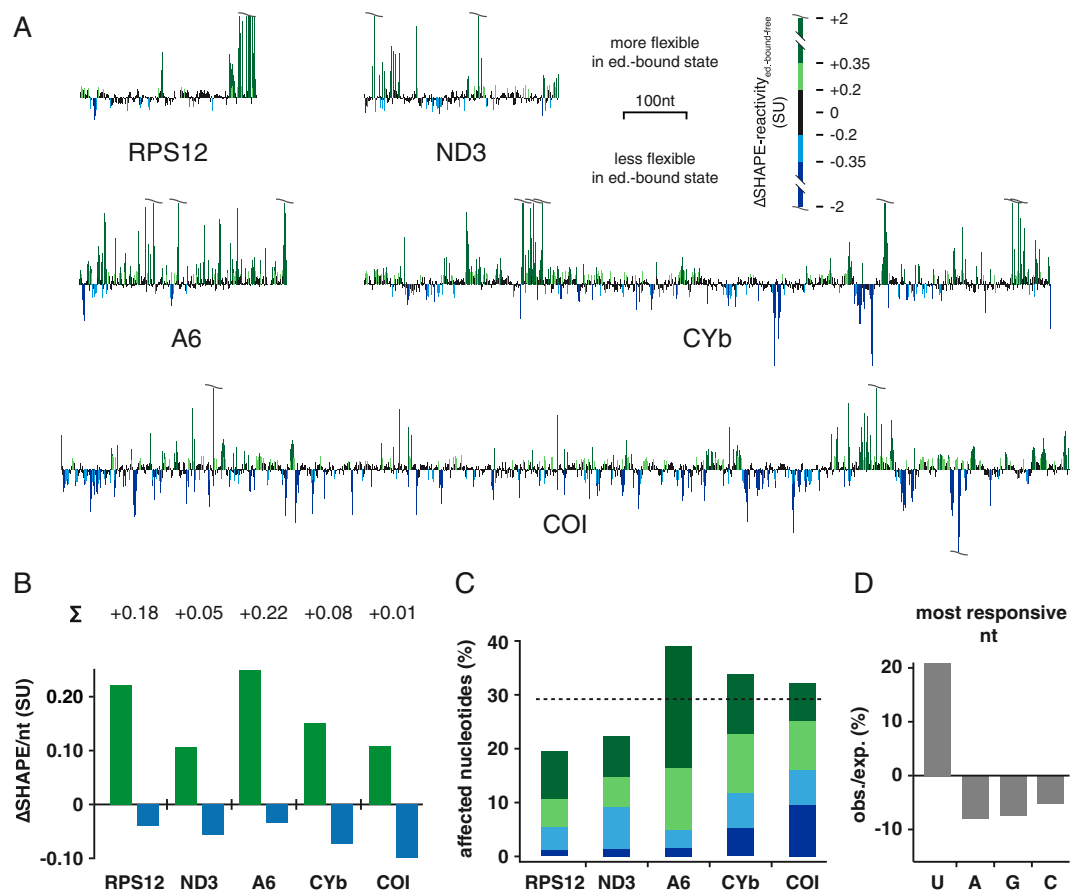 A
more flexible
in ed.-bound state
100nt
less flexible
in ed.-bound state
ΔSHAPE-reactivity ed.-bound-free
(SU)
+2
+0.35
+0.2
0
-0.2
-0.35
-2
RPS12
ND3
A6
CYb
COI
B
Σ +0.18 +0.05 +0.22 +0.08 +0.01
ΔSHAPE/nt (SU)
0.20
0.10
0
-0.10
RPS12 ND3 A6 CYb COI
C
affected nucleotides (%)
40
30
20
10
0
RPS12 ND3 A6 CYb COI
D
most responsive
nt
obs./exp. (%)
20
10
0
-10
U A G C